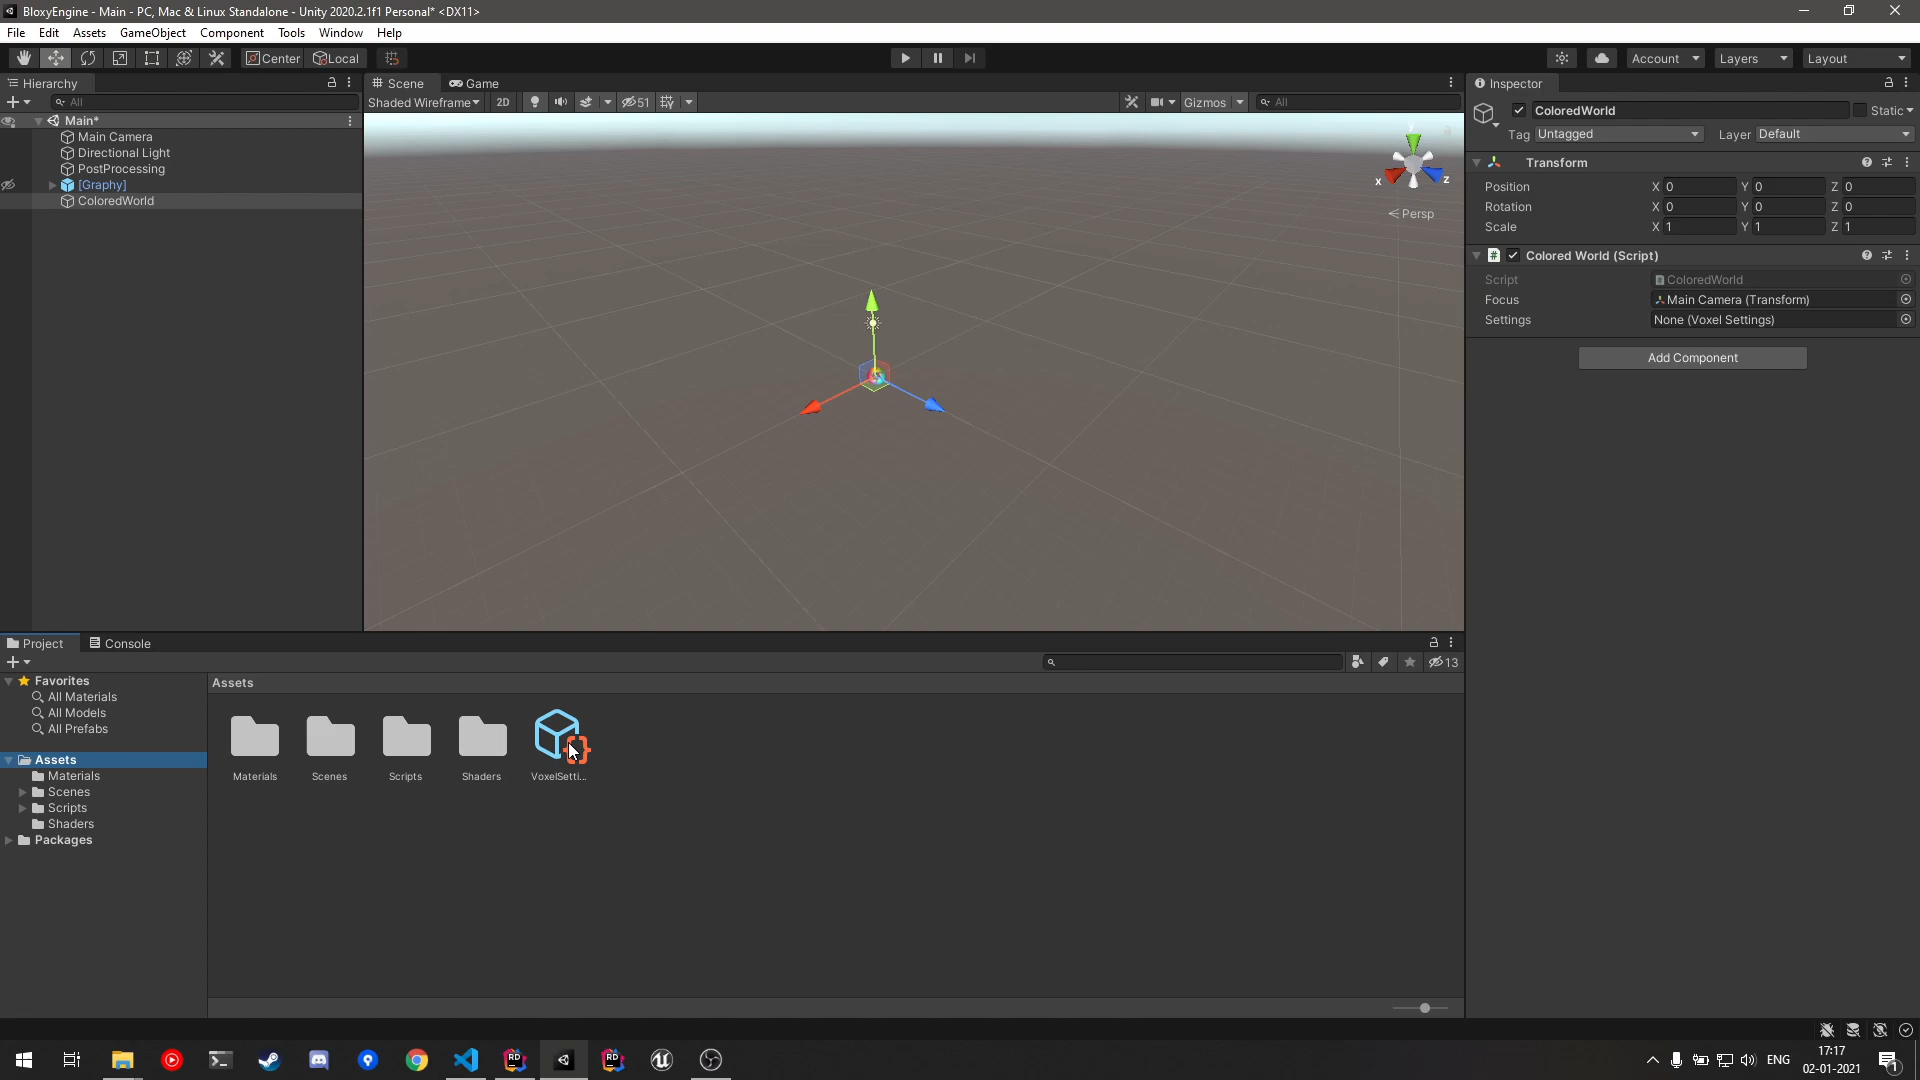 BloxyEngine - Main - PC, Mac & Linux Standalone - Unity 2020.2.1f1 Personal* <DX11>
File Edit Assets GameObject Component Tools Window Help
Center Local Account Layers Layout
Hierarchy
All
Main*
Main Camera
Directional Light
PostProcessing
[Graphy]
ColoredWorld
Scene Game
Shaded Wireframe 2D 51 Gizmos All
y
x
z
Persp
Inspector
ColoredWorld Static
Tag Untagged Layer Default
Transform
Position X 0 Y 0 Z 0
Rotation X 0 Y 0 Z 0
Scale X 1 Y 1 Z 1
# Colored World (Script)
Script ColoredWorld
Focus Main Camera (Transform)
Settings None (Voxel Settings)
Add Component
Project Console
13
Favorites
All Materials
All Models
All Prefabs
Assets
Materials
Scenes
Scripts
Shaders
Packages
Assets
Materials Scenes Scripts Shaders VoxelSetti...
RD RD
ENG 17:17
02-01-2021
1